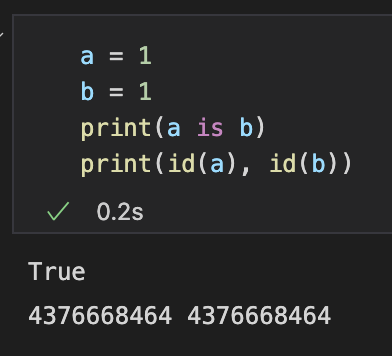 a = 1
b = 1
print(a is b)
print(id(a), id(b))
0.2s
True
4376668464 4376668464